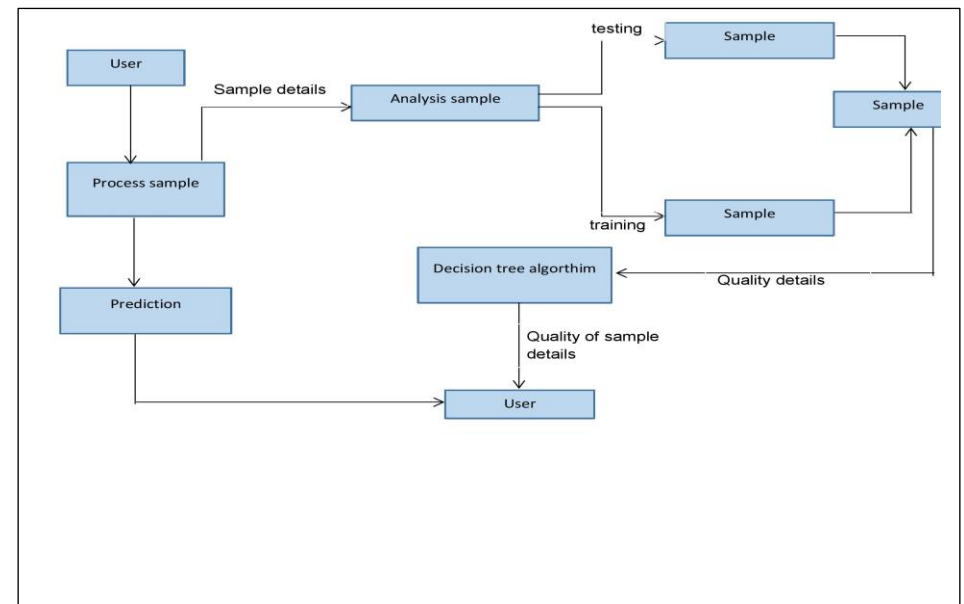 testing
Sample
User
Sample details
Analysis sample
Sample
Process sample
Sample
training
Decision tree algorthim
Quality details
Prediction
Quality of sample
details
User